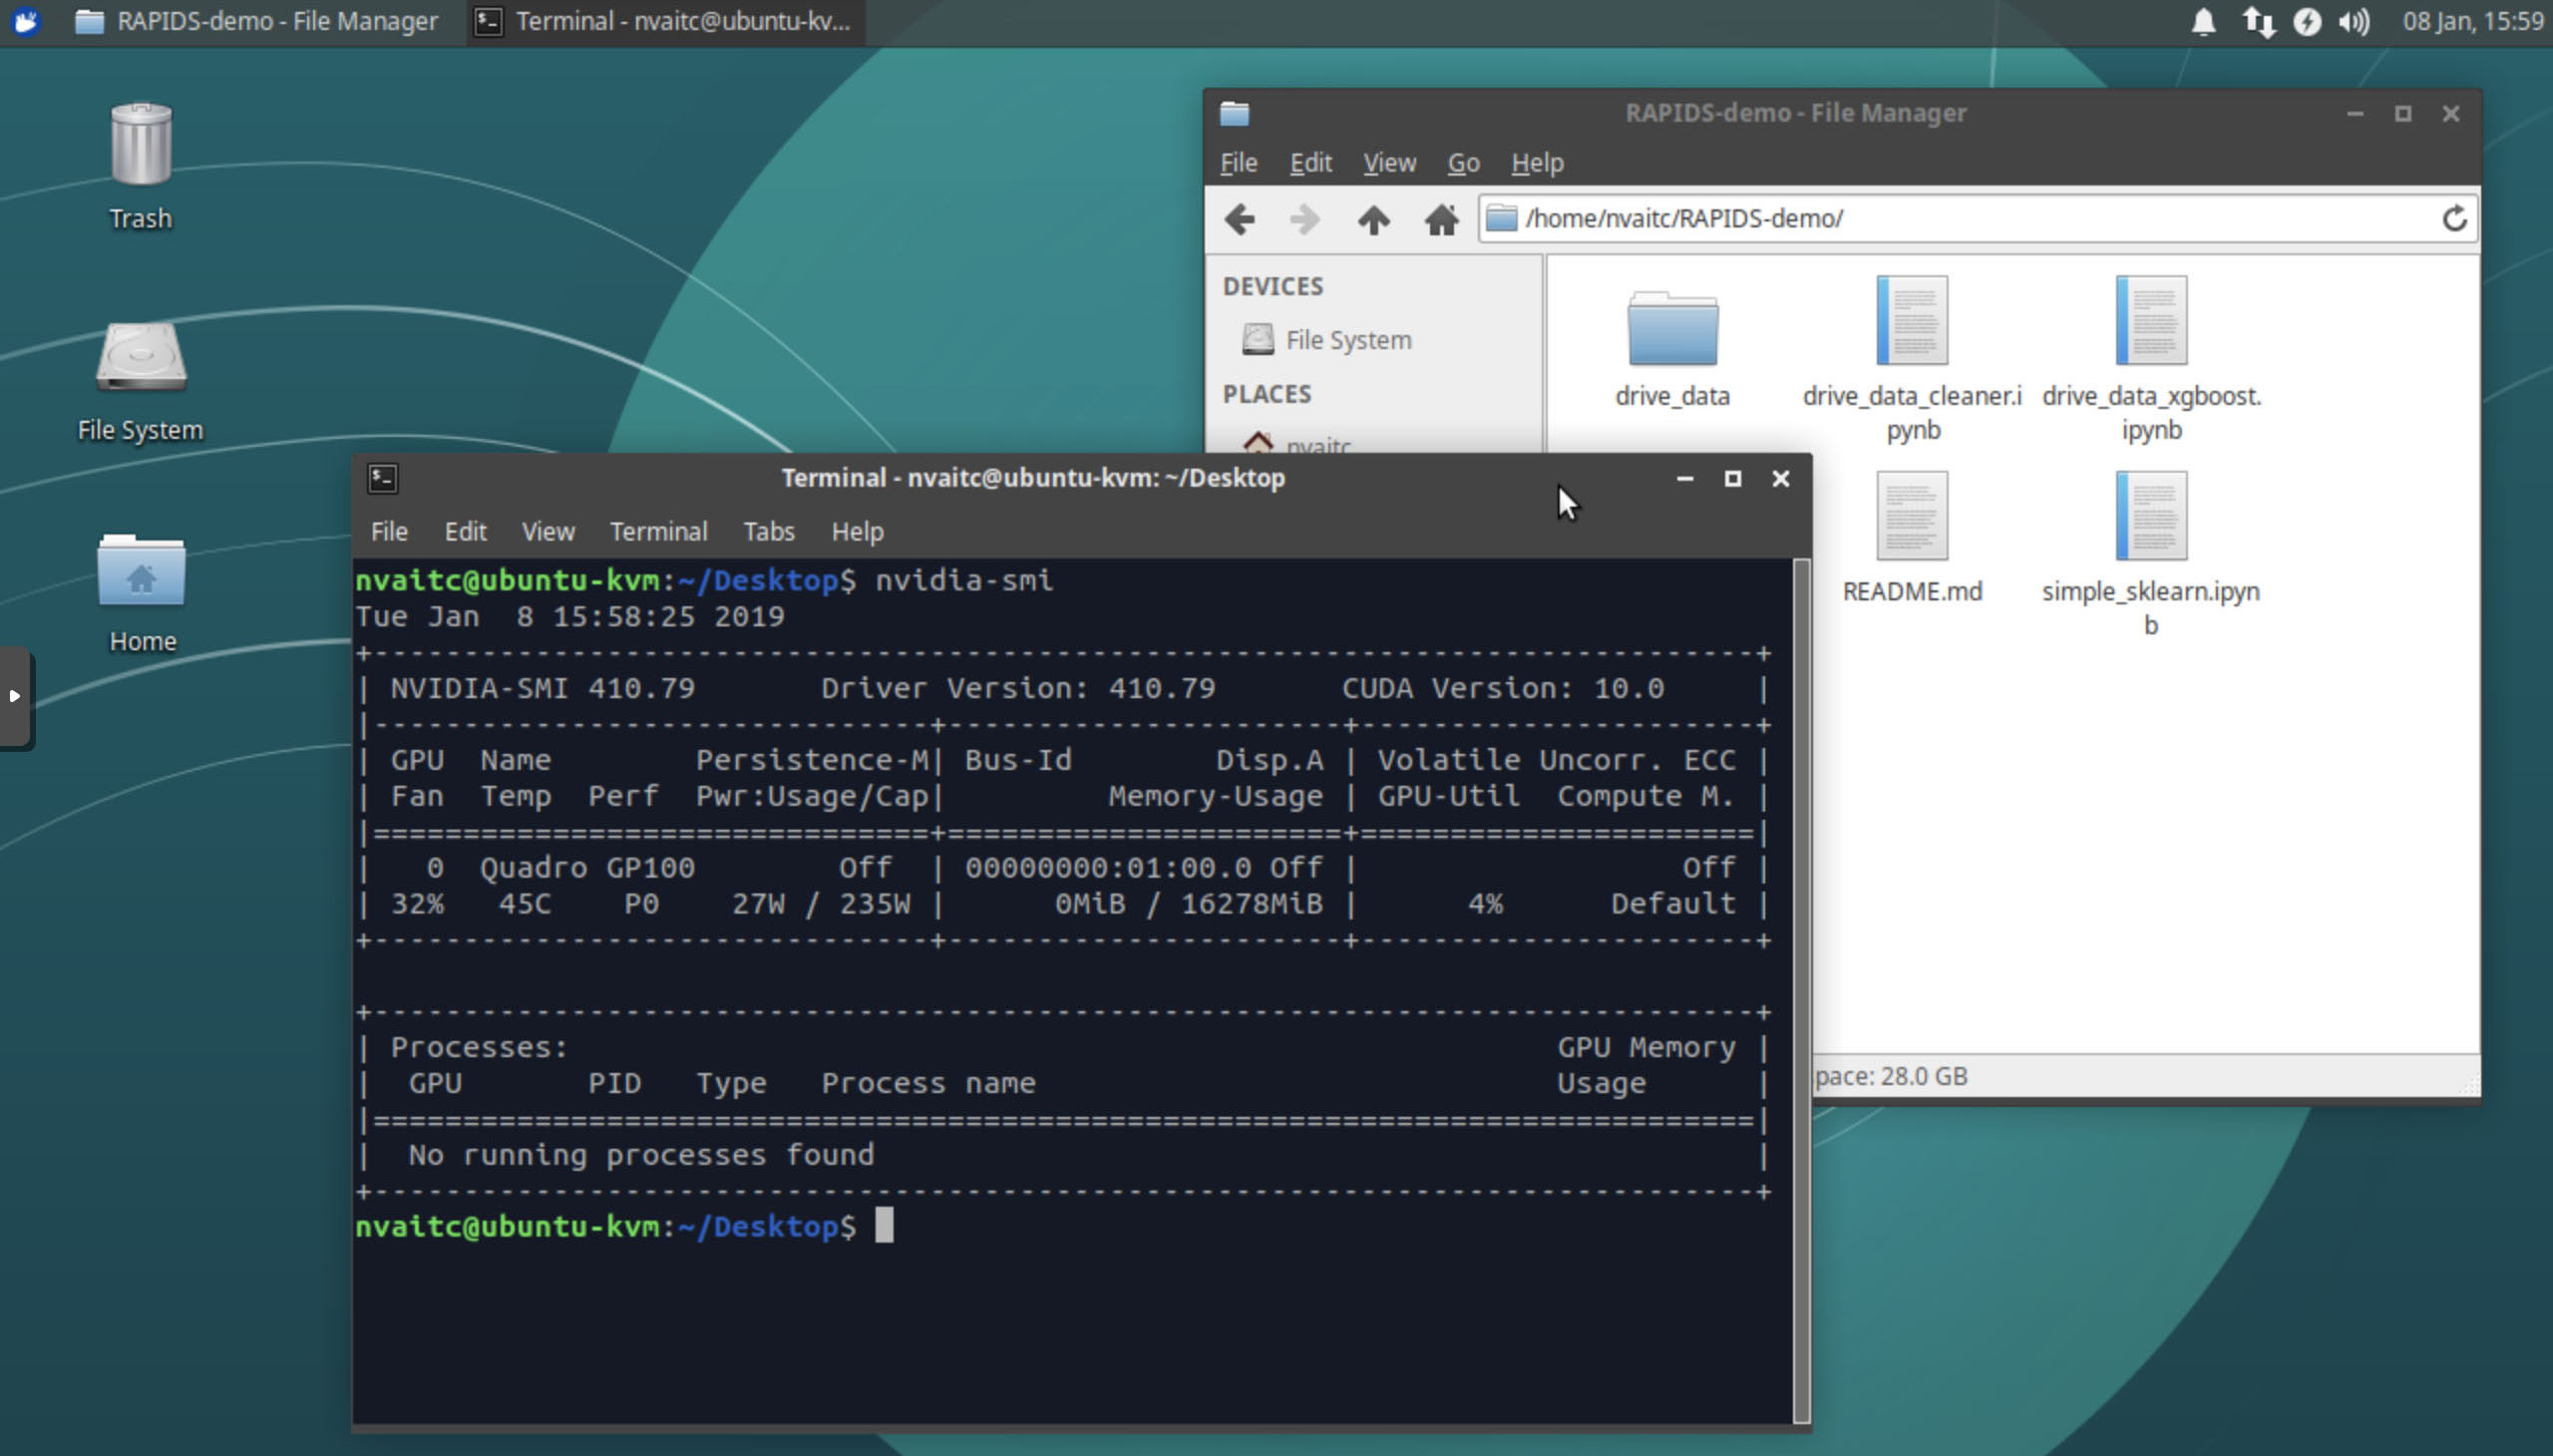 RAPIDS-demo - File Manager
Terminal - nvaitc@ubuntu-kv...
08 Jan, 15:59
Trash
File System
Home
RAPIDS-demo - File Manager
File Edit View Go Help
/home/nvaitc/RAPIDS-demo/
DEVICES
File System
PLACES
nvaitc
drive_data
drive_data_cleaner.i
pynb
drive_data_xgboost.
ipynb
README.md
simple_sklearn.ipyn
b
pace: 28.0 GB
Terminal - nvaitc@ubuntu-kvm: ~/Desktop
File Edit View Terminal Tabs Help
nvaitc@ubuntu-kvm:~/Desktop$ nvidia-smi
Tue Jan  8 15:58:25 2019
+-----------------------------------------------------------------------------+
| NVIDIA-SMI 410.79       Driver Version: 410.79       CUDA Version: 10.0     |
|-------------------------------+----------------------+----------------------+
| GPU  Name        Persistence-M| Bus-Id        Disp.A | Volatile Uncorr. ECC |
| Fan  Temp  Perf  Pwr:Usage/Cap|         Memory-Usage | GPU-Util  Compute M. |
|===============================+======================+======================|
|   0  Quadro GP100        Off  | 00000000:01:00.0 Off |                  Off |
| 32%   45C    P0    27W / 235W |      0MiB / 16278MiB |      4%      Default |
+-------------------------------+----------------------+----------------------+
+-----------------------------------------------------------------------------+
| Processes:                                                       GPU Memory |
|  GPU       PID   Type   Process name                             Usage      |
|=============================================================================|
|  No running processes found                                                 |
+-----------------------------------------------------------------------------+
nvaitc@ubuntu-kvm:~/Desktop$